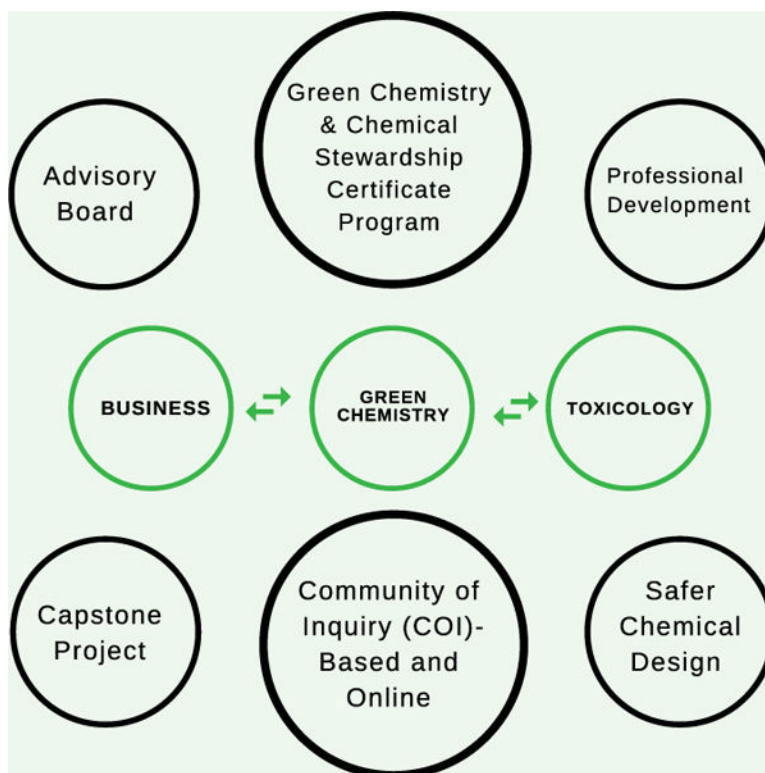 Green Chemistry
& Chemical
Stewardship
Certificate
Program
Advisory
Board
Professional
Development
BUSINESS
GREEN
CHEMISTRY
TOXICOLOGY
Capstone
Project
Community of
Inquiry (COI)-
Based and
Online
Safer
Chemical
Design